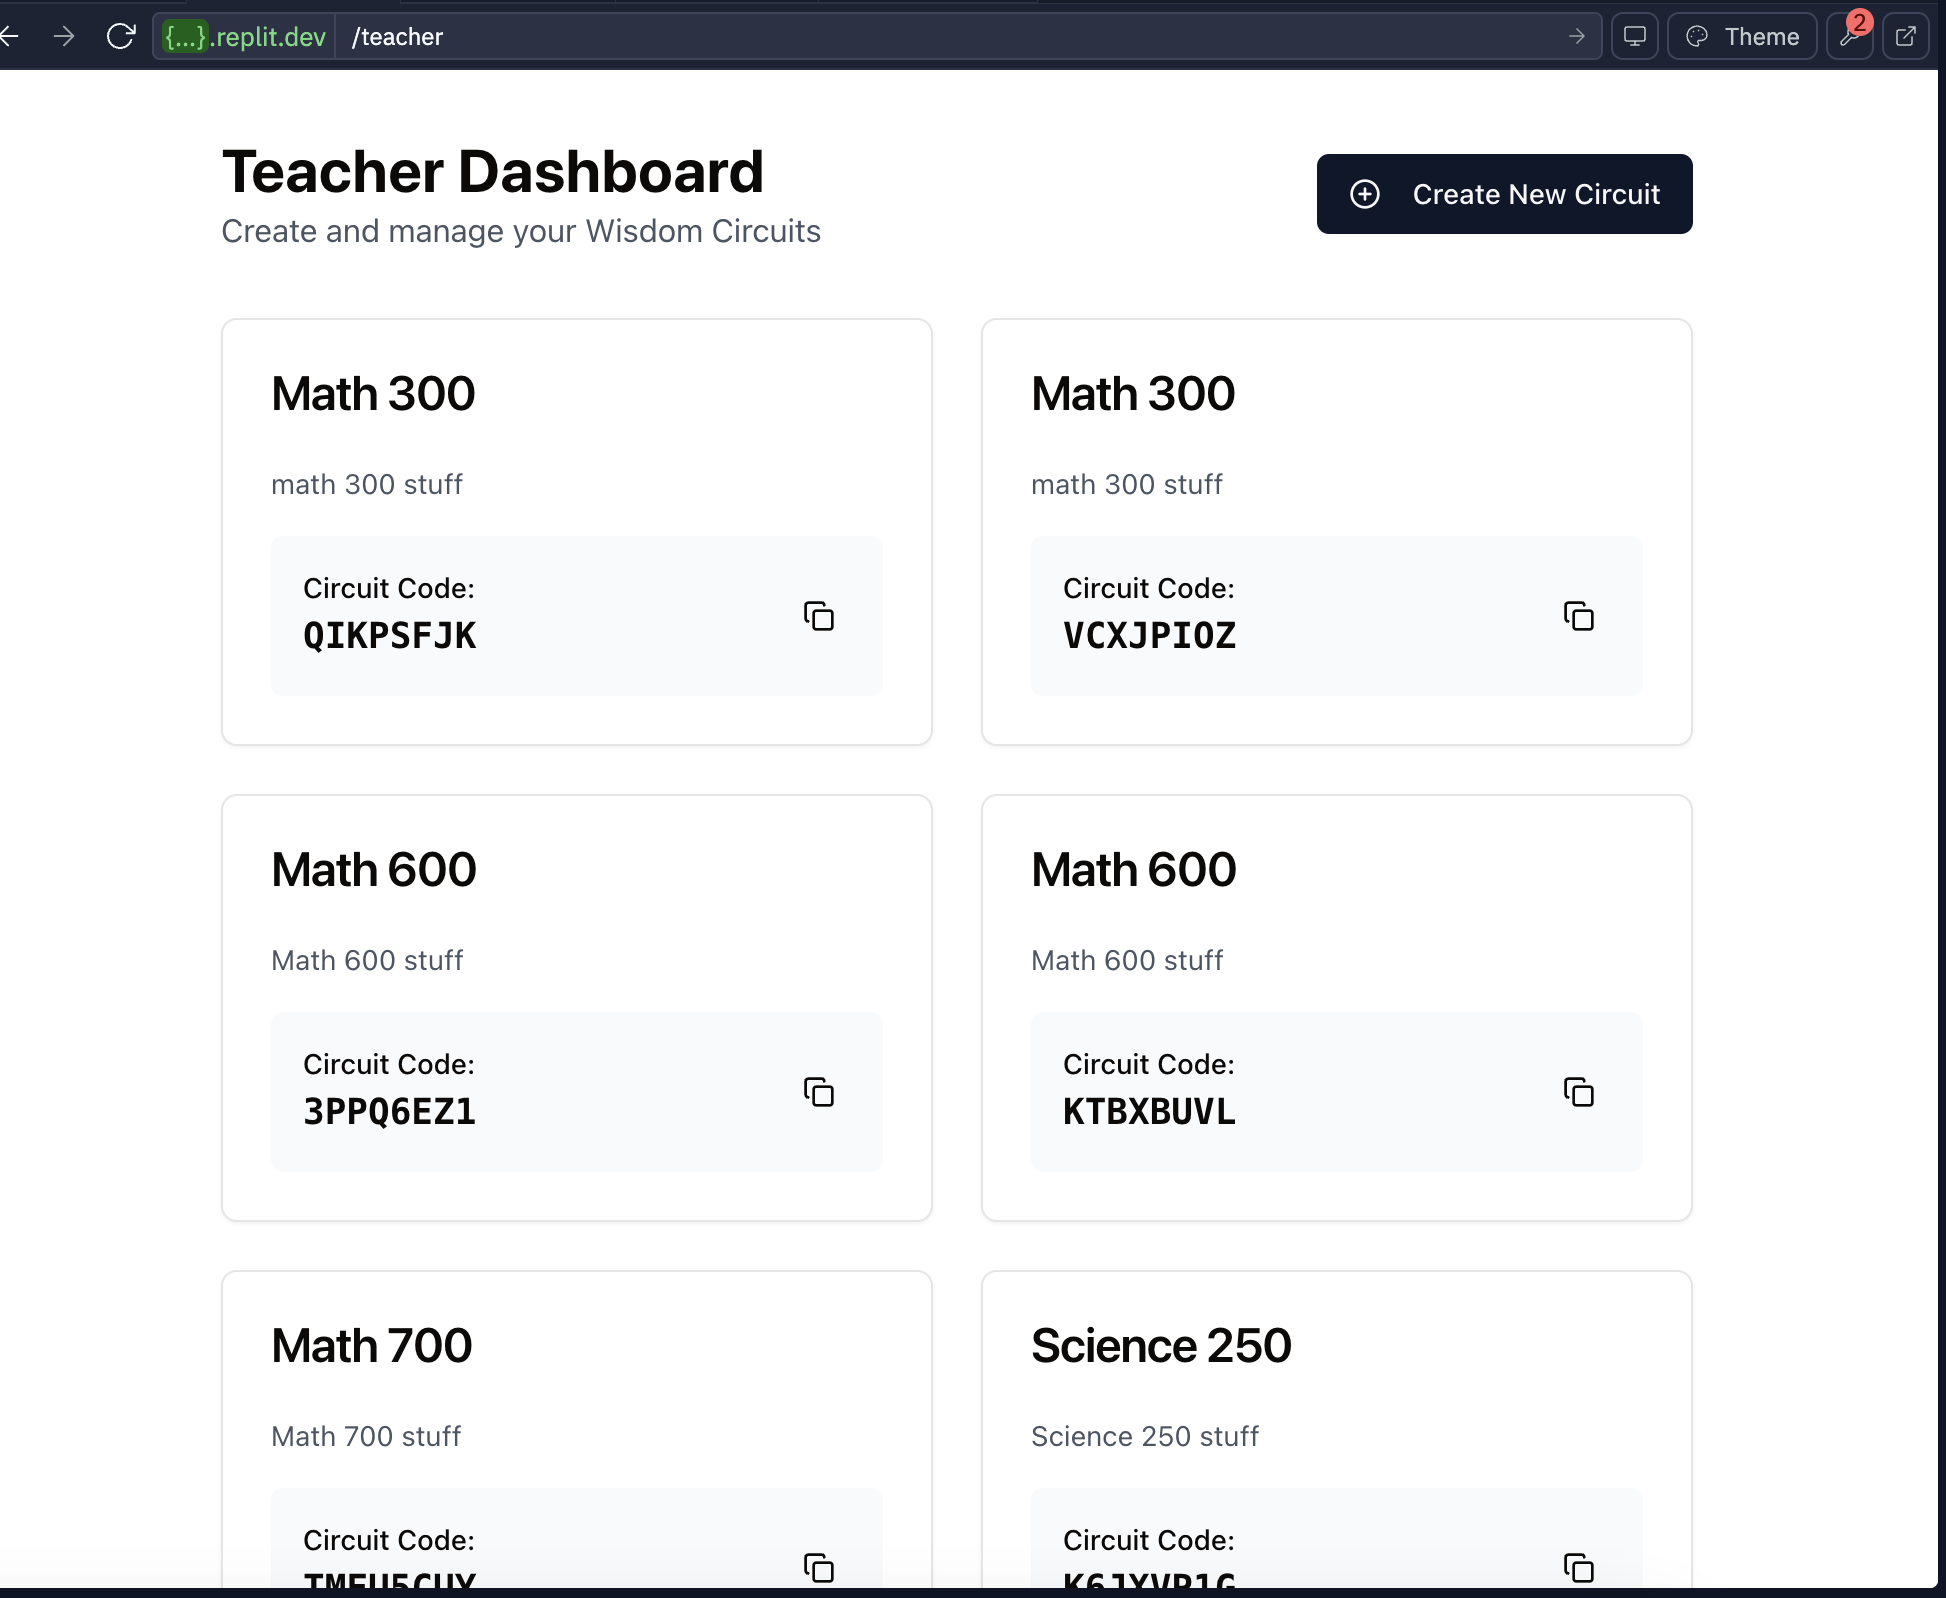 {...}.replit.dev /teacher
Theme
2
Teacher Dashboard
Create and manage your Wisdom Circuits
Create New Circuit
Math 300
math 300 stuff
Circuit Code:
QIKPSFJK
Math 300
math 300 stuff
Circuit Code:
VCXJPIOZ
Math 600
Math 600 stuff
Circuit Code:
3PPQ6EZ1
Math 600
Math 600 stuff
Circuit Code:
KTBXBUVL
Math 700
Math 700 stuff
Circuit Code:
Science 250
Science 250 stuff
Circuit Code: